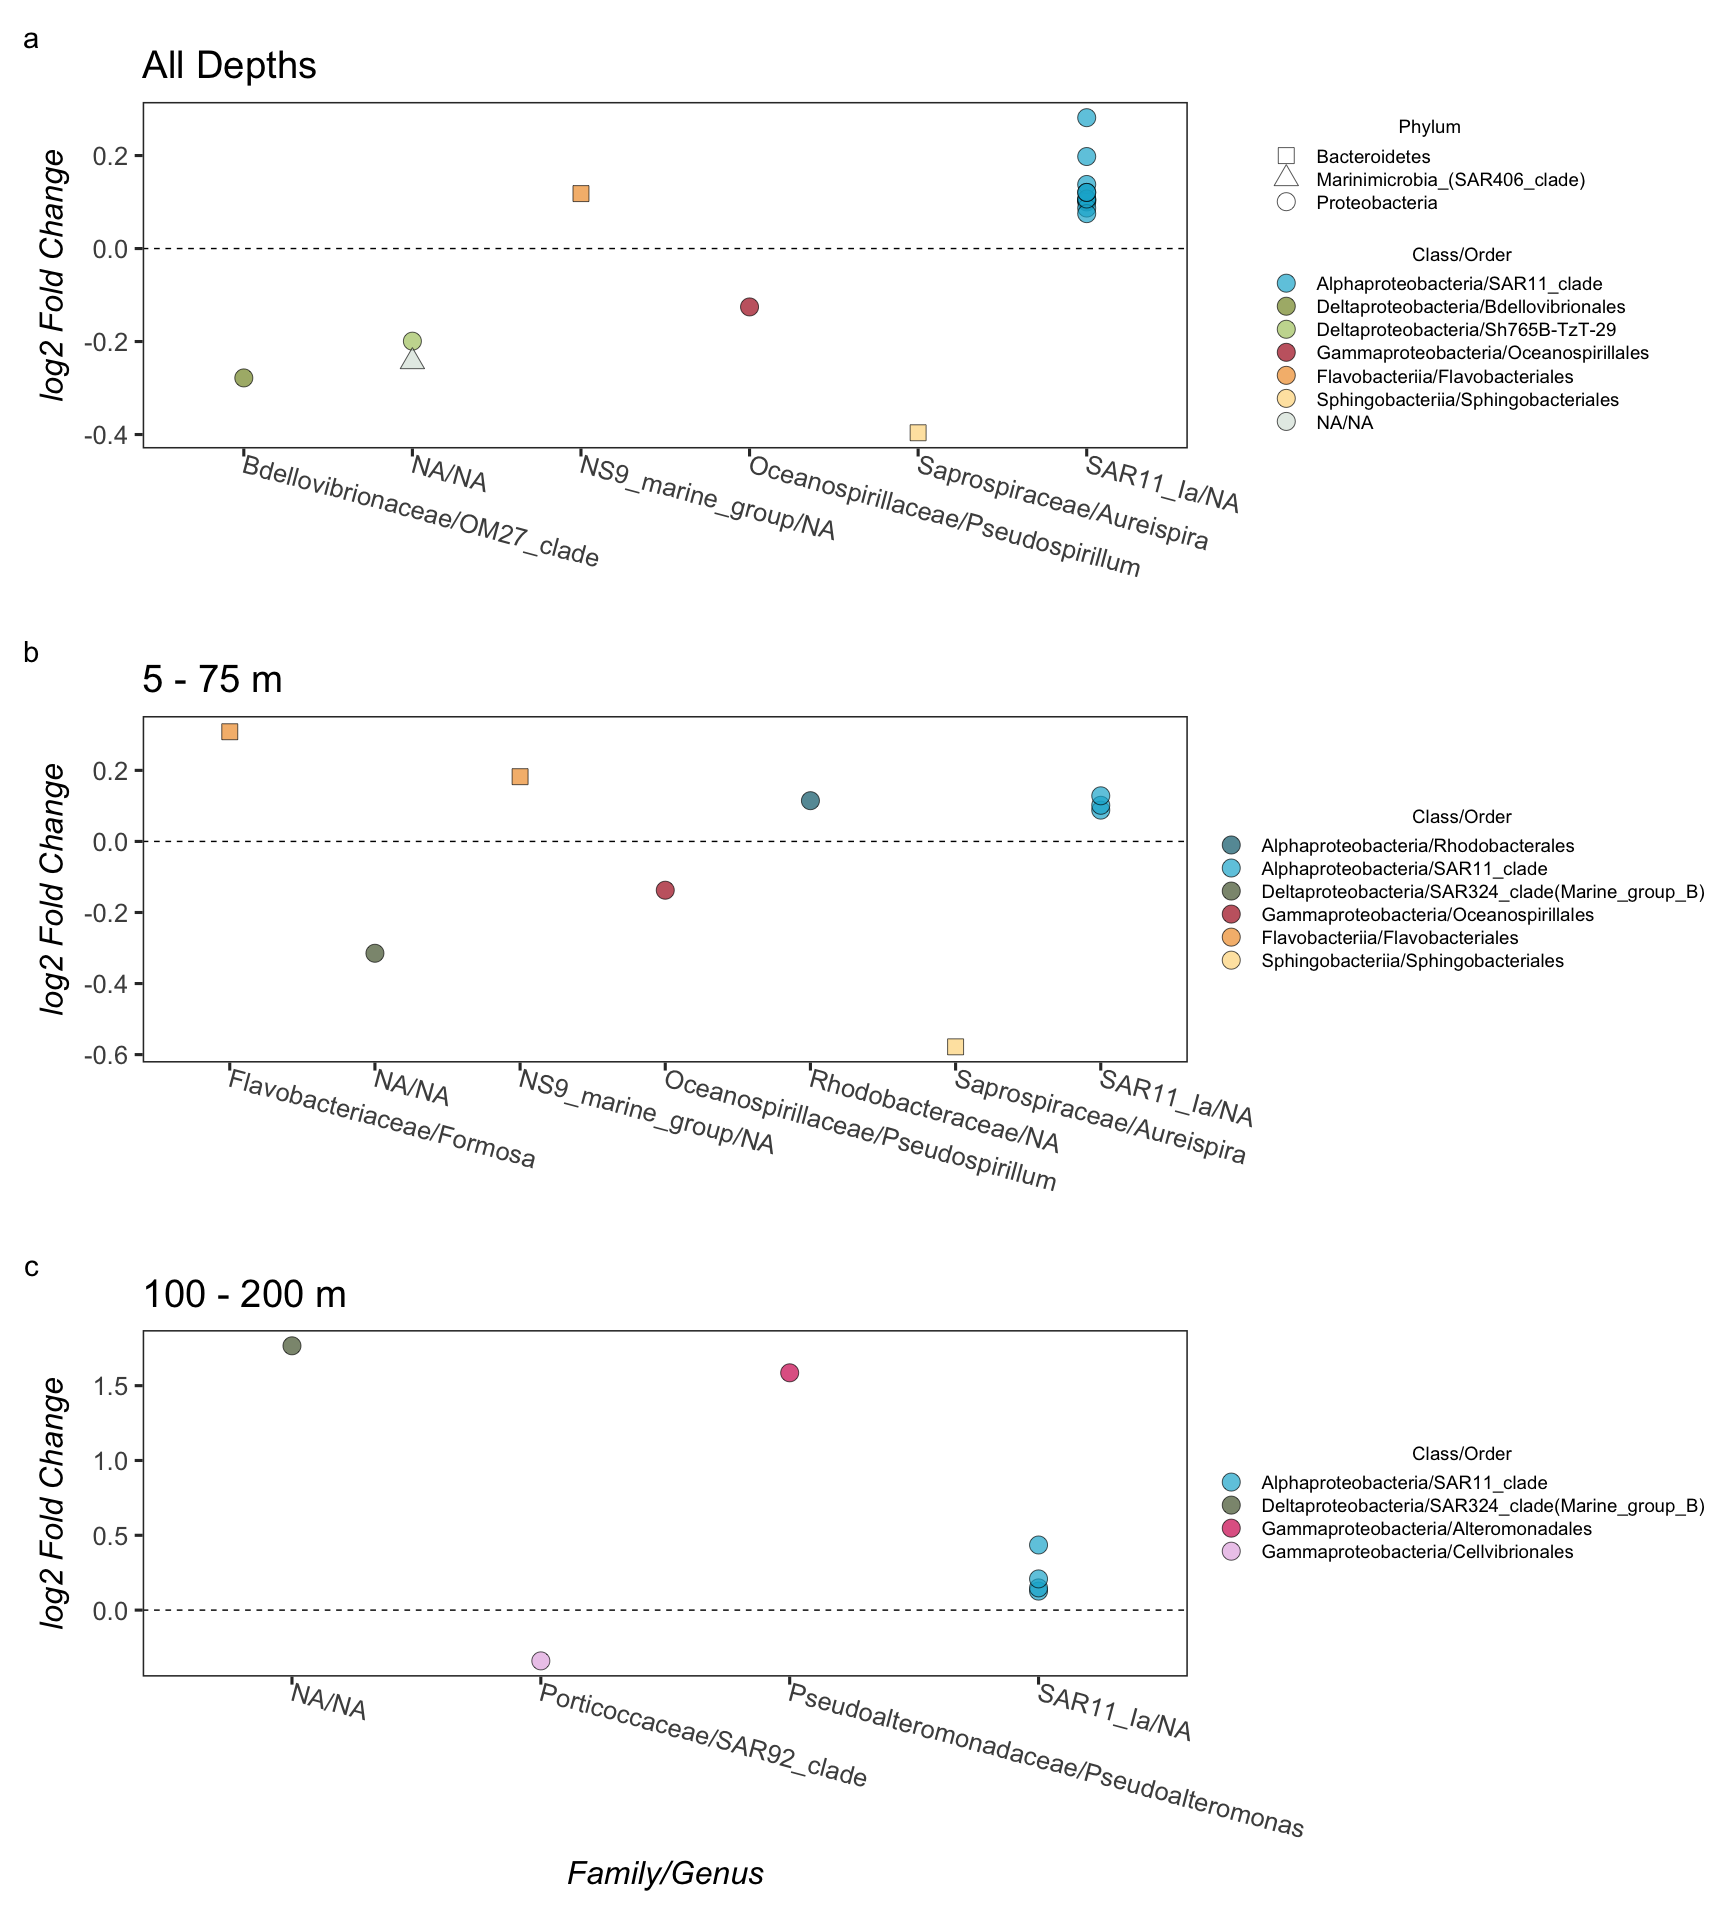 a
All Depths
log2 Fold Change
0.2
0.0
-0.2
-0.4
Bdellovibrionaceae/OM27_clade
NA/NA
NS9_marine_group/NA
Oceanospirillaceae/Pseudospirillum
Saprospiraceae/Aureispira
SAR11_Ia/NA
Phylum
Bacteroidetes
Marinimicrobia_(SAR406_clade)
Proteobacteria
Class/Order
Alphaproteobacteria/SAR11_clade
Deltaproteobacteria/Bdellovibrionales
Deltaproteobacteria/Sh765B-TzT-29
Gammaproteobacteria/Oceanospirillales
Flavobacteriia/Flavobacteriales
Sphingobacteriia/Sphingobacteriales
NA/NA
b
5 - 75 m
log2 Fold Change
0.2
0.0
-0.2
-0.4
-0.6
Flavobacteriaceae/Formosa
NA/NA
NS9_marine_group/NA
Oceanospirillaceae/Pseudospirillum
Rhodobacteraceae/NA
Saprospiraceae/Aureispira
SAR11_Ia/NA
Class/Order
Alphaproteobacteria/Rhodobacterales
Alphaproteobacteria/SAR11_clade
Deltaproteobacteria/SAR324_clade(Marine_group_B)
Gammaproteobacteria/Oceanospirillales
Flavobacteriia/Flavobacteriales
Sphingobacteriia/Sphingobacteriales
c
100 - 200 m
log2 Fold Change
1.5
1.0
0.5
0.0
NA/NA
Porticoccaceae/SAR92_clade
Pseudoalteromonadaceae/Pseudoalteromonas
SAR11_Ia/NA
Class/Order
Alphaproteobacteria/SAR11_clade
Deltaproteobacteria/SAR324_clade(Marine_group_B)
Gammaproteobacteria/Alteromonadales
Gammaproteobacteria/Cellvibrionales
Family/Genus